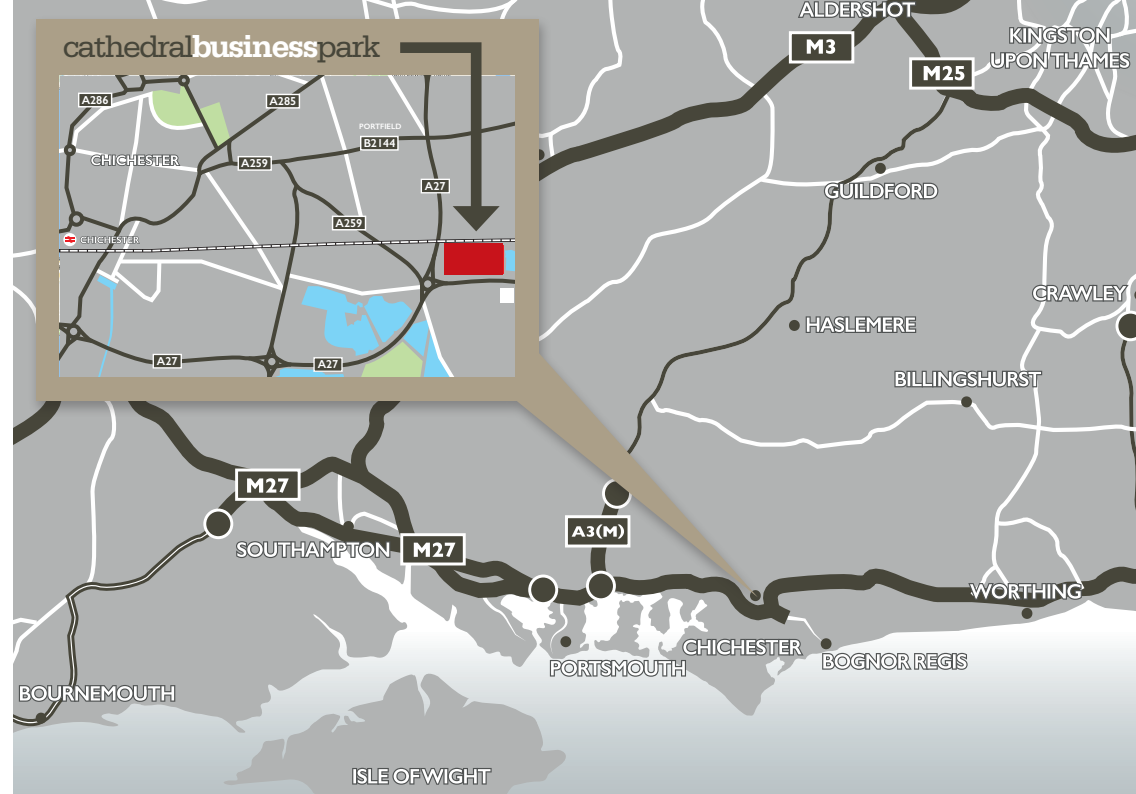 cathedralbusinesspark
A286
A285
PORTFIELD
B2144
CHICHESTER
A259
A27
A259
CHICHESTER
A27
A27
ALDERSHOT
M3
KINGSTON
UPON THAMES
M25
GUILDFORD
CRAWLEY
HASLEMERE
BILLINGSHURST
M27
A3(M)
SOUTHAMPTON
M27
WORTHING
CHICHESTER
PORTSMOUTH
BOGNOR REGIS
BOURNEMOUTH
ISLE OF WIGHT